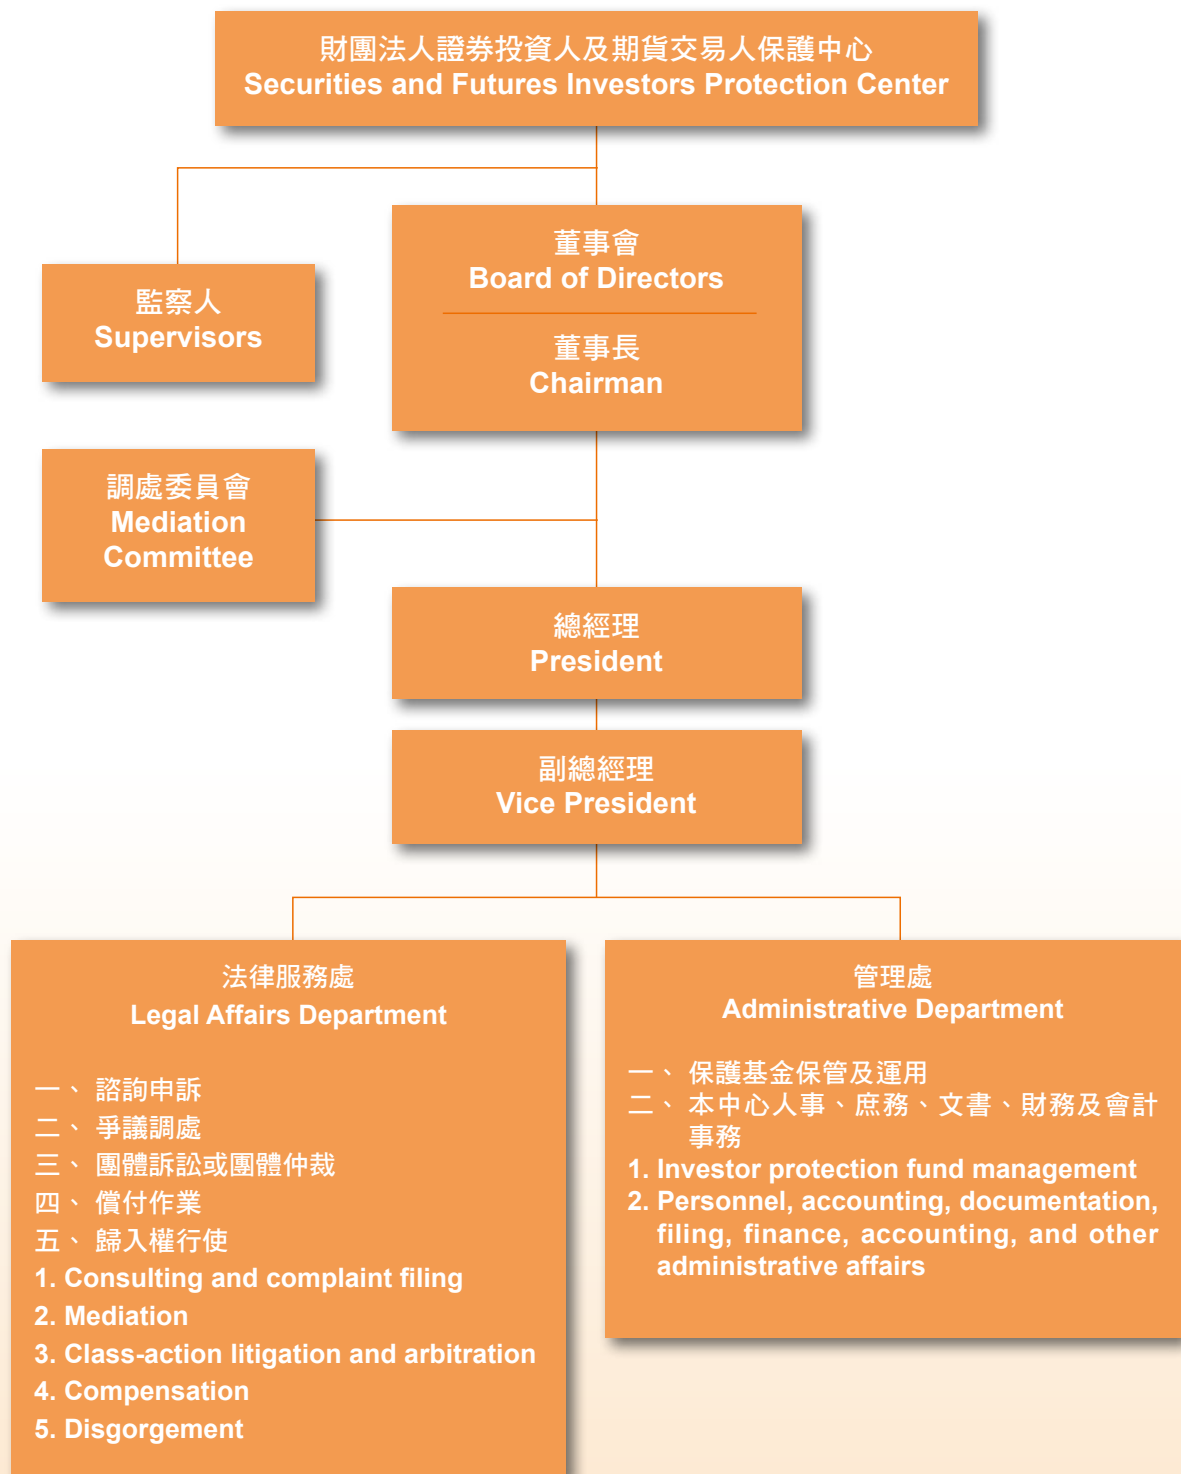 財團法人證券投資人及期貨交易人保護中心
Securities and Futures Investors Protection Center
董事會
Board of Directors
董事長
Chairman
監察人
Supervisors
調處委員會
Mediation
Committee
總經理
President
副總經理
Vice President
法律服務處
Legal Affairs Department
一、 諮詢申訴
二、 爭議調處
三、 團體訴訟或團體仲裁
四、 償付作業
五、 歸入權行使
1. Consulting and complaint filing
2. Mediation
3. Class-action litigation and arbitration
4. Compensation
5. Disgorgement
管理處
Administrative Department
一、 保護基金保管及運用
二、 本中心人事、庶務、文書、財務及會計
事務
1. Investor protection fund management
2. Personnel, accounting, documentation,
filing, finance, accounting, and other
administrative affairs